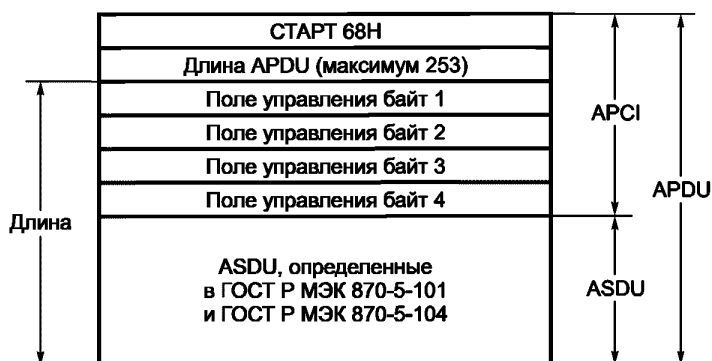 СТАРТ 68H
Длина APDU (максимум 253)
Поле управления байт 1
Поле управления байт 2
Поле управления байт 3
Поле управления байт 4
ASDU, определенные
в ГОСТ Р МЭК 870-5-101
и ГОСТ Р МЭК 870-5-104
Длина
APCI
ASDU
APDU